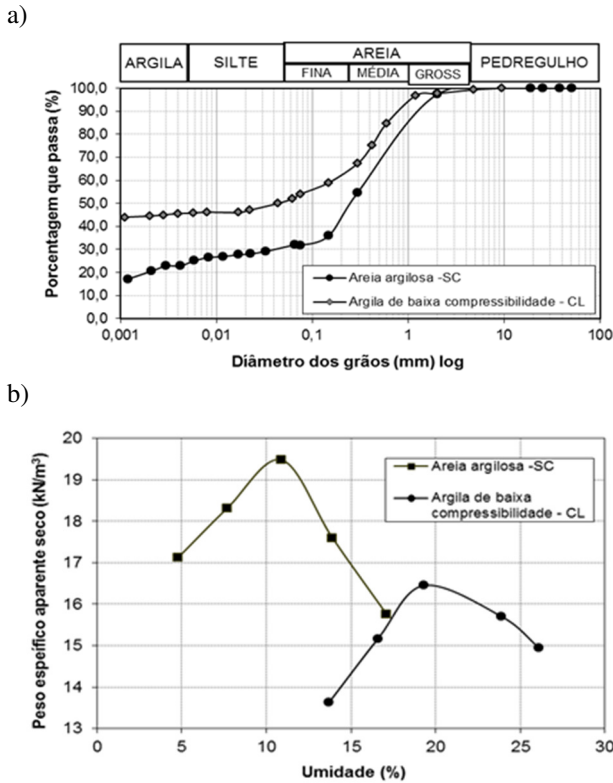 a)
ARGILA SILTE AREIA PEDREGULHO
FINA MÉDIA GROSS
Porcentagem que passa (%)
100,0
90,0
80,0
70,0
60,0
50,0
40,0
30,0
20,0
10,0
0,0
Areia argilosa -SC
Argila de baixa compressibilidade - CL
0,001 0,01 0,1 1 10 100
Diâmetro dos grãos (mm) log
b)
Peso espeífico aparente seco (kN/m³)
20
19
18
17
16
15
14
13
Areia argilosa -SC
Argila de baixa
compressibilidade - CL
0 5 10 15 20 25 30
Umidade (%)